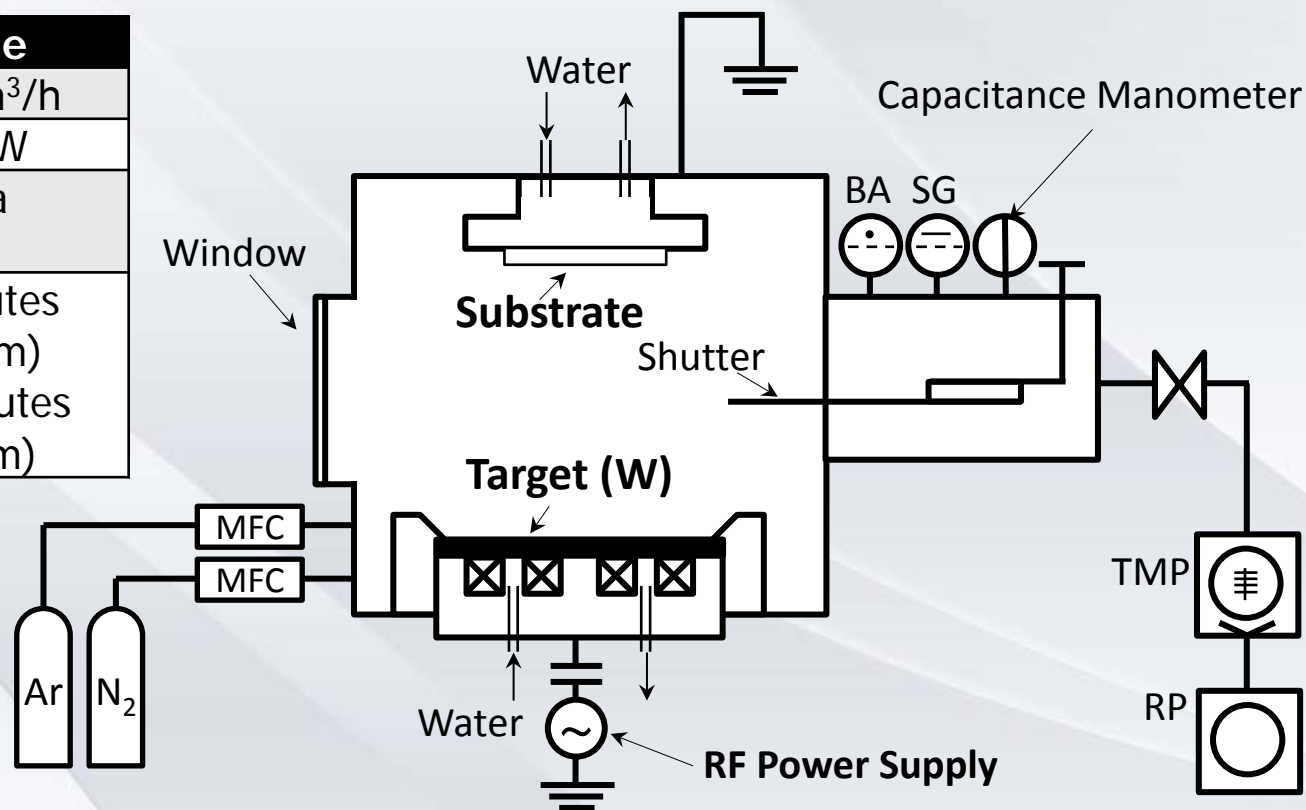 e
m³/h
W
a
utes
m)
utes
m)
Water
Capacitance Manometer
BA SG
Window
Substrate
Shutter
Target (W)
MFC
MFC
TMP
Ar N₂
RP
Water
~
RF Power Supply